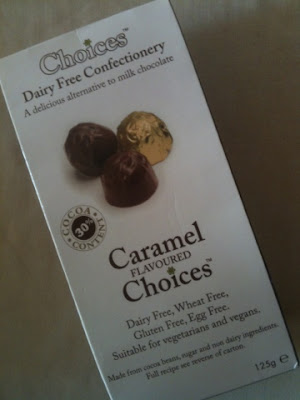 Choices™
Dairy Free Confectionery
A delicious alternative to milk chocolate
COCOA
30%
CONTENT
Caramel
FLAVOURED
Choices™
Dairy Free, Wheat Free,
Gluten Free, Egg Free.
Suitable for vegetarians and vegans.
Made from cocoa beans, sugar and non dairy ingredients.
Full recipe see reverse of carton.
125g e